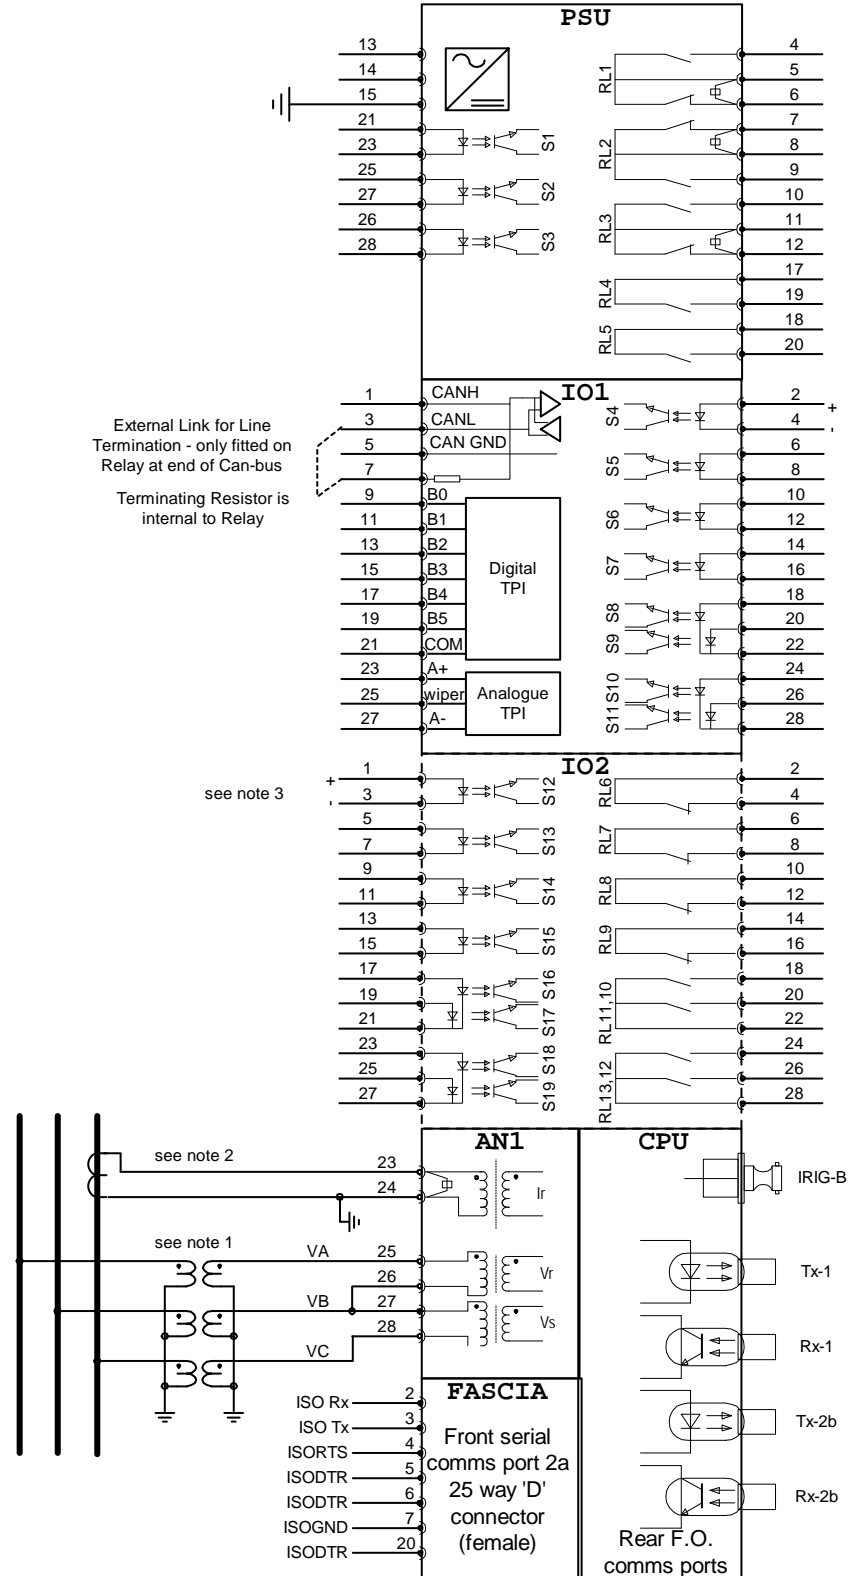 PSU
13
14
15
21
23
25
27
26
28
S1
S2
S3
RL1
RL2
RL3
RL4
RL5
4
5
6
7
8
9
10
11
12
17
19
18
20
IO1
1
3
5
7
9
11
13
15
17
19
21
23
25
27
External Link for Line
Termination - only fitted on
Relay at end of Can-bus
Terminating Resistor is
internal to Relay
CANH
CANL
CAN GND
B0
B1
B2
B3
B4
B5
COM
A+
wiper
A-
Digital
TPI
Analogue
TPI
S4
S5
S6
S7
S8
S9
S10
S11
2
+
4
-
6
8
10
12
14
16
18
20
22
24
26
28
IO2
see note 3
+
1
-
3
5
7
9
11
13
15
17
19
21
23
25
27
S12
S13
S14
S15
S16
S17
S18
S19
RL6
RL7
RL8
RL9
RL11,10
RL13,12
2
4
6
8
10
12
14
16
18
20
22
24
26
28
AN1
see note 2
23
24
see note 1
VA
25
26
VB
27
28
VC
Ir
Vr
Vs
CPU
IRIG-B
Tx-1
Rx-1
Tx-2b
Rx-2b
Rear F.O.
comms ports
FASCIA
ISO Rx 2
ISO Tx 3
ISORTS 4
ISODTR 5
ISODTR 6
ISOGND 7
ISODTR 20
Front serial
comms port 2a
25 way 'D'
connector
(female)